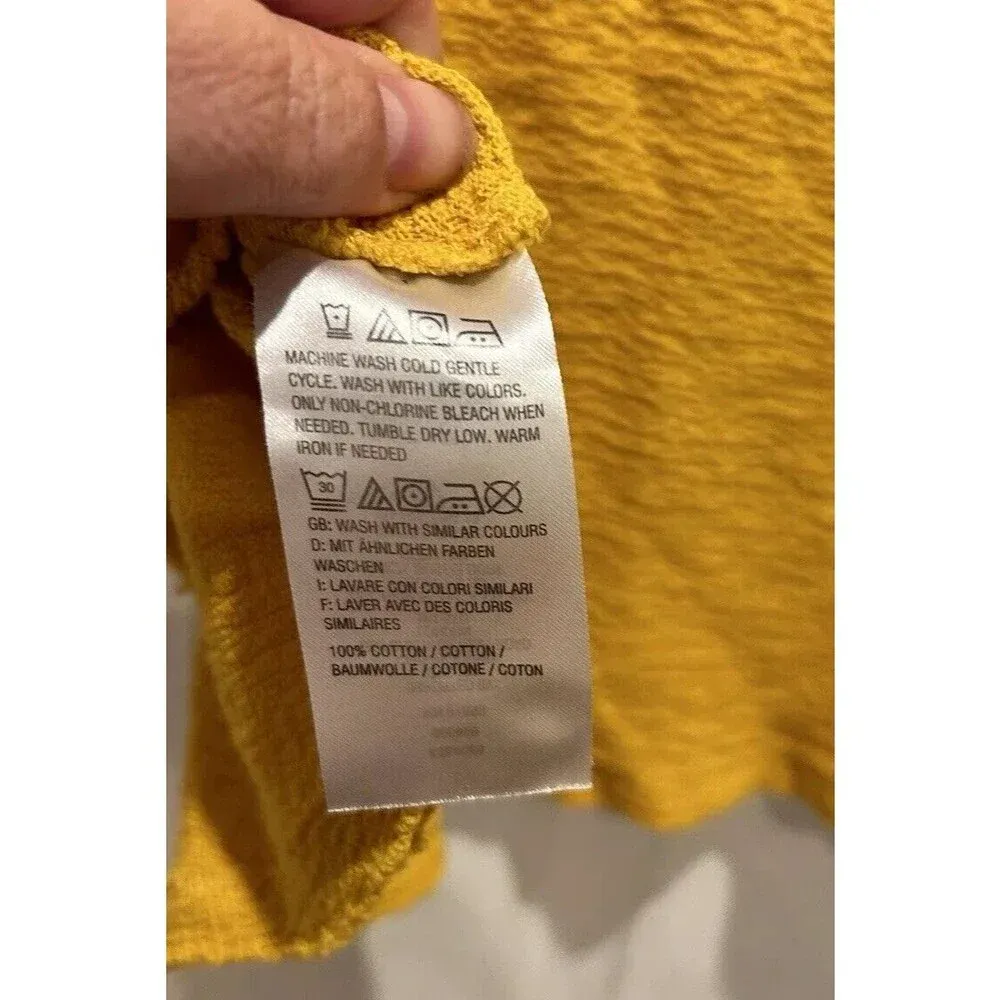 MACHINE WASH COLD GENTLE
CYCLE. WASH WITH LIKE COLORS.
ONLY NON-CHLORINE BLEACH WHEN
NEEDED. TUMBLE DRY LOW. WARM
IRON IF NEEDED
30
GB: WASH WITH SIMILAR COLOURS
D: MIT ÄHNLICHEN FARBEN
WASCHEN
I: LAVARE CON COLORI SIMILARI
F: LAVER AVEC DES COLORIS
SIMILAIRES
100% COTTON / COTTON /
BAUMWOLLE / COTONE / COTON